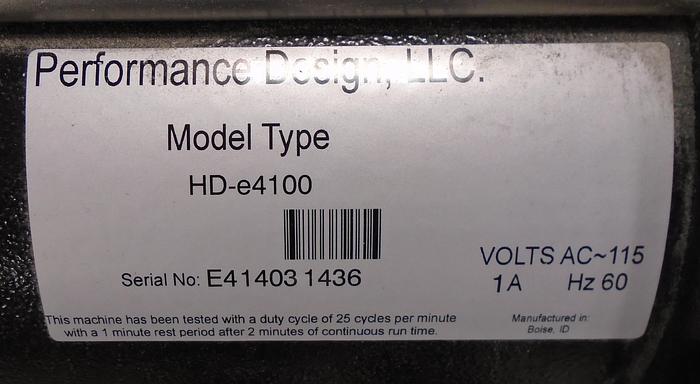 Performance Design, LLC.
Model Type
HD-e4100
Serial No: E414031436
VOLTS AC~115
1A Hz 60
This machine has been tested with a duty cycle of 25 cycles per minute
with a 1 minute rest period after 2 minutes of continuous run time.
Manufactured in:
Boise, ID